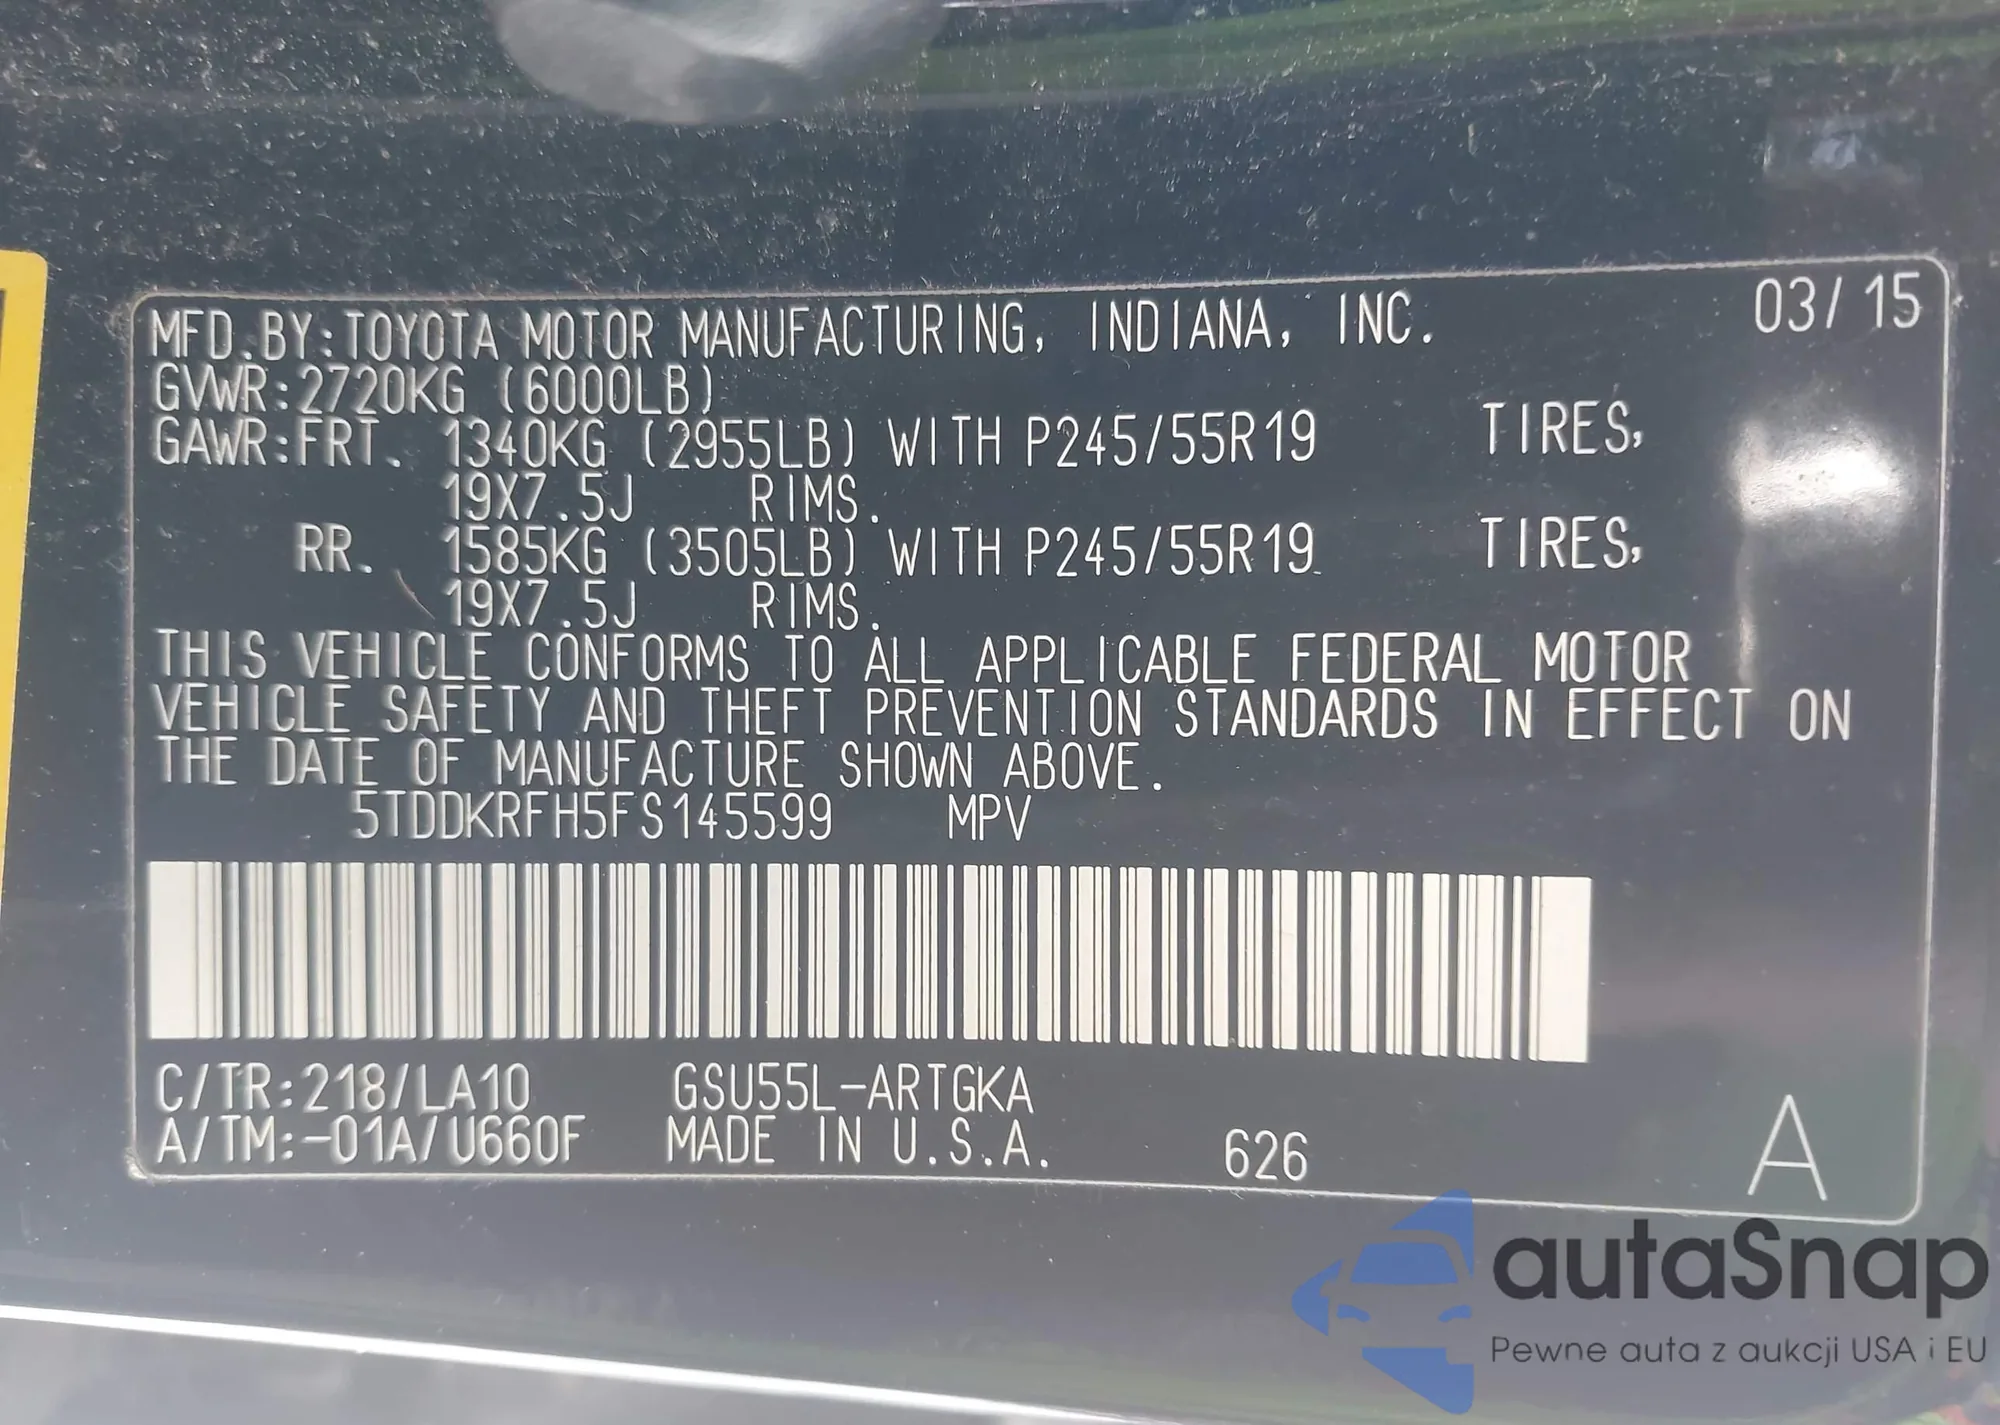 03/15
MFD.BY:TOYOTA MOTOR MANUFACTURING, INDIANA, INC.
GVWR:2720KG (6000LB)
GAWR:FRT. 1340KG (2955LB) WITH P245/55R19 TIRES,
19X7.5J RIMS.
RR. 1585KG (3505LB) WITH P245/55R19 TIRES,
19X7.5J RIMS.
THIS VEHICLE CONFORMS TO ALL APPLICABLE FEDERAL MOTOR
VEHICLE SAFETY AND THEFT PREVENTION STANDARDS IN EFFECT ON
THE DATE OF MANUFACTURE SHOWN ABOVE.
5TDDKRFH5FS145599 MPV
C/TR:218/LA10 GSU55L-ARTGKA
A/TM:-01A/U660F MADE IN U.S.A. 626 A
autaSnap
Pewne auta z aukcji USA i EU